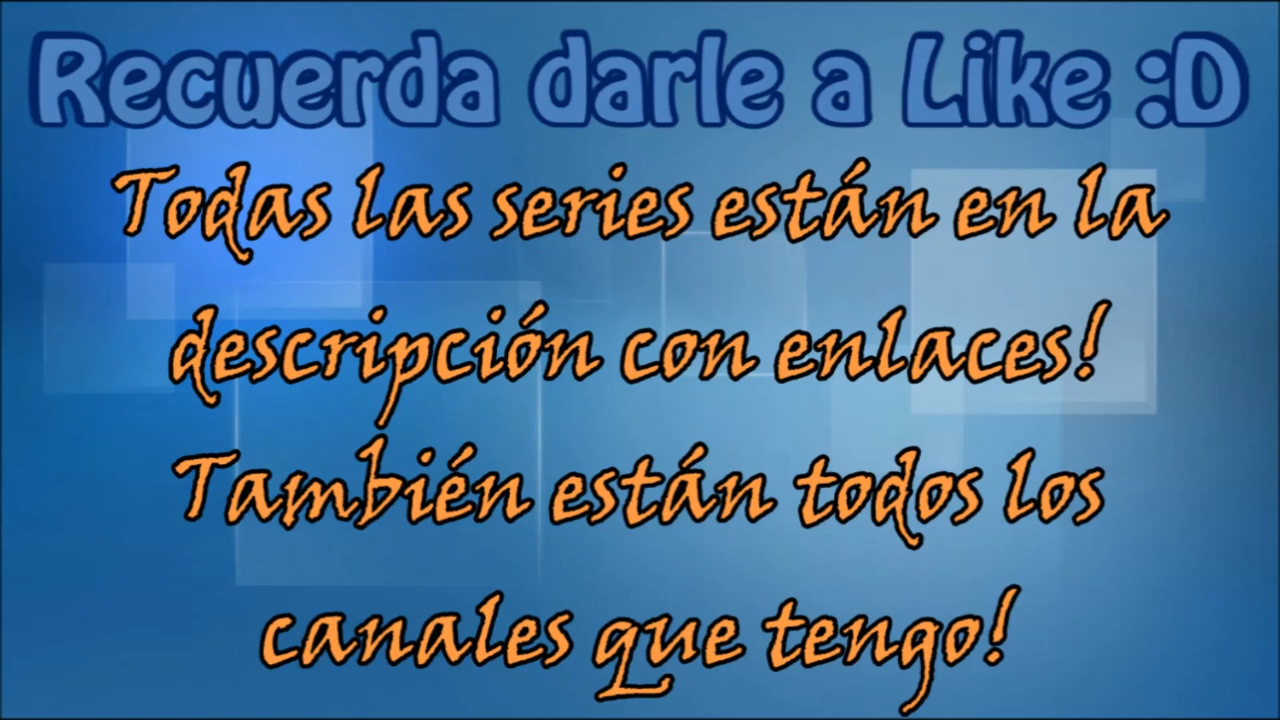 Recuerda darle a Like :D
Todas las series están en la
descripción con enlaces!
También están todos los
canales que tengo!